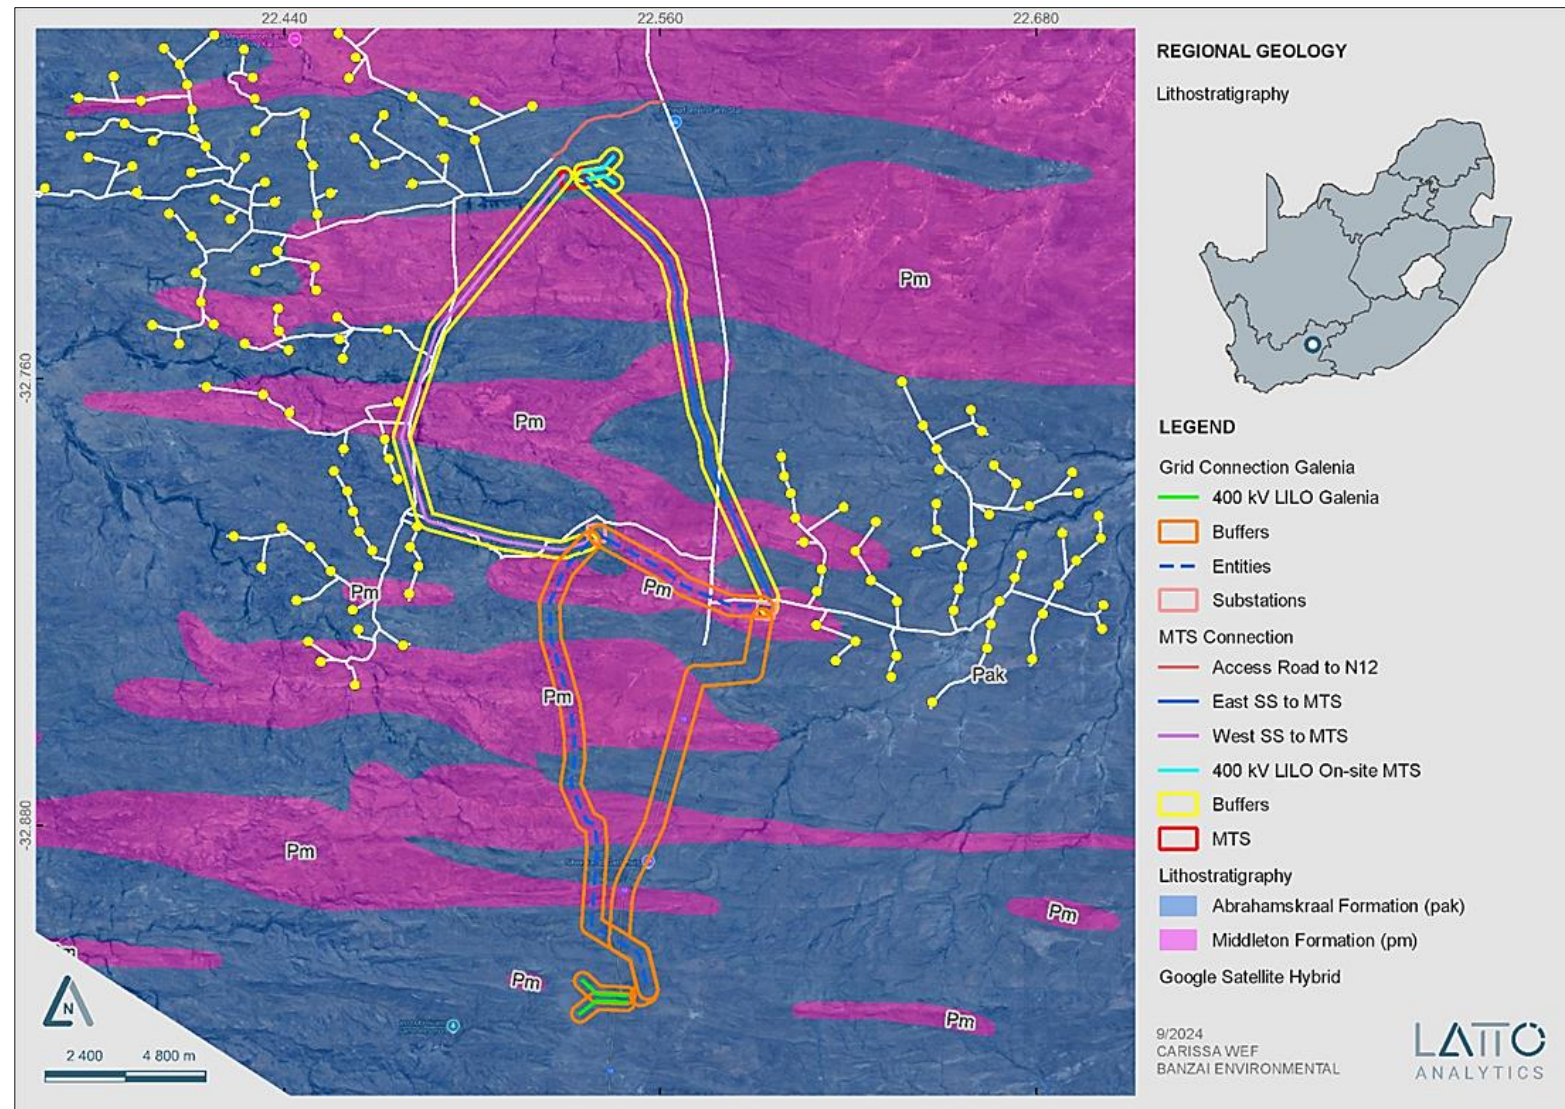 22.440
22.560
22.680
-32.760
-32.880
Pm
Pm
Pm
Pm
Pm
Pak
Pm
Pm
Pm
Pm
N
2 400
4 800 m
REGIONAL GEOLOGY
Lithostratigraphy
LEGEND
Grid Connection Galenia
400 kV LILO Galenia
Buffers
Entities
Substations
MTS Connection
Access Road to N12
East SS to MTS
West SS to MTS
400 kV LILO On-site MTS
Buffers
MTS
Lithostratigraphy
Abrahamskraal Formation (pak)
Middleton Formation (pm)
Google Satellite Hybrid
9/2024
CARISSA WEF
BANZAI ENVIRONMENTAL
LATTO
ANALYTICS